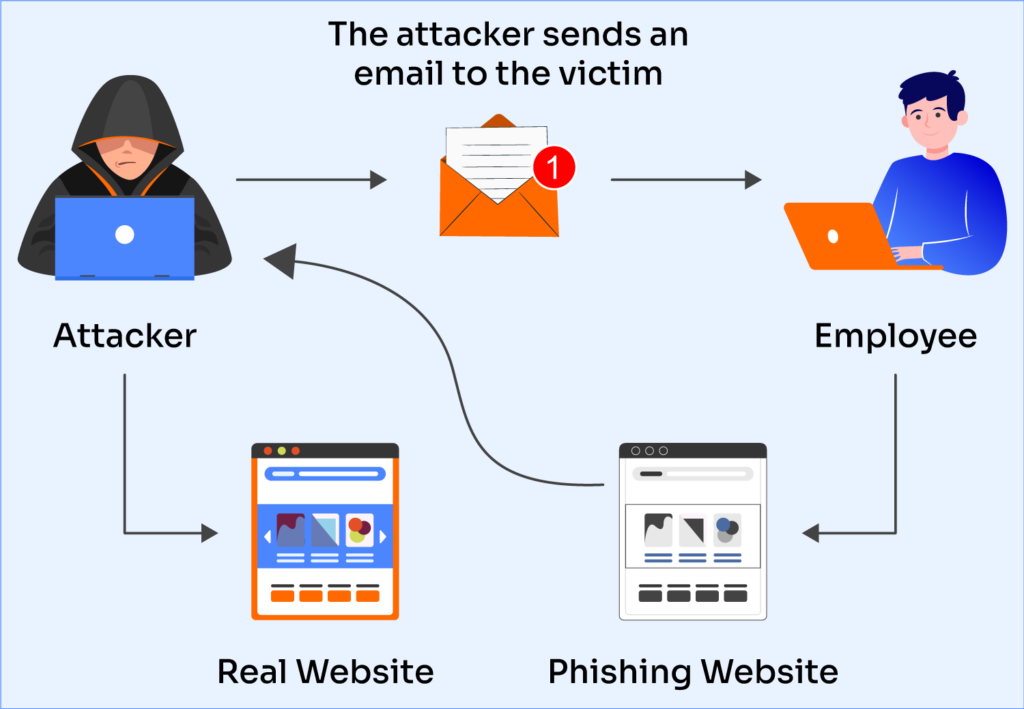 The attacker sends an
email to the victim
1
Attacker
Employee
Real Website
Phishing Website